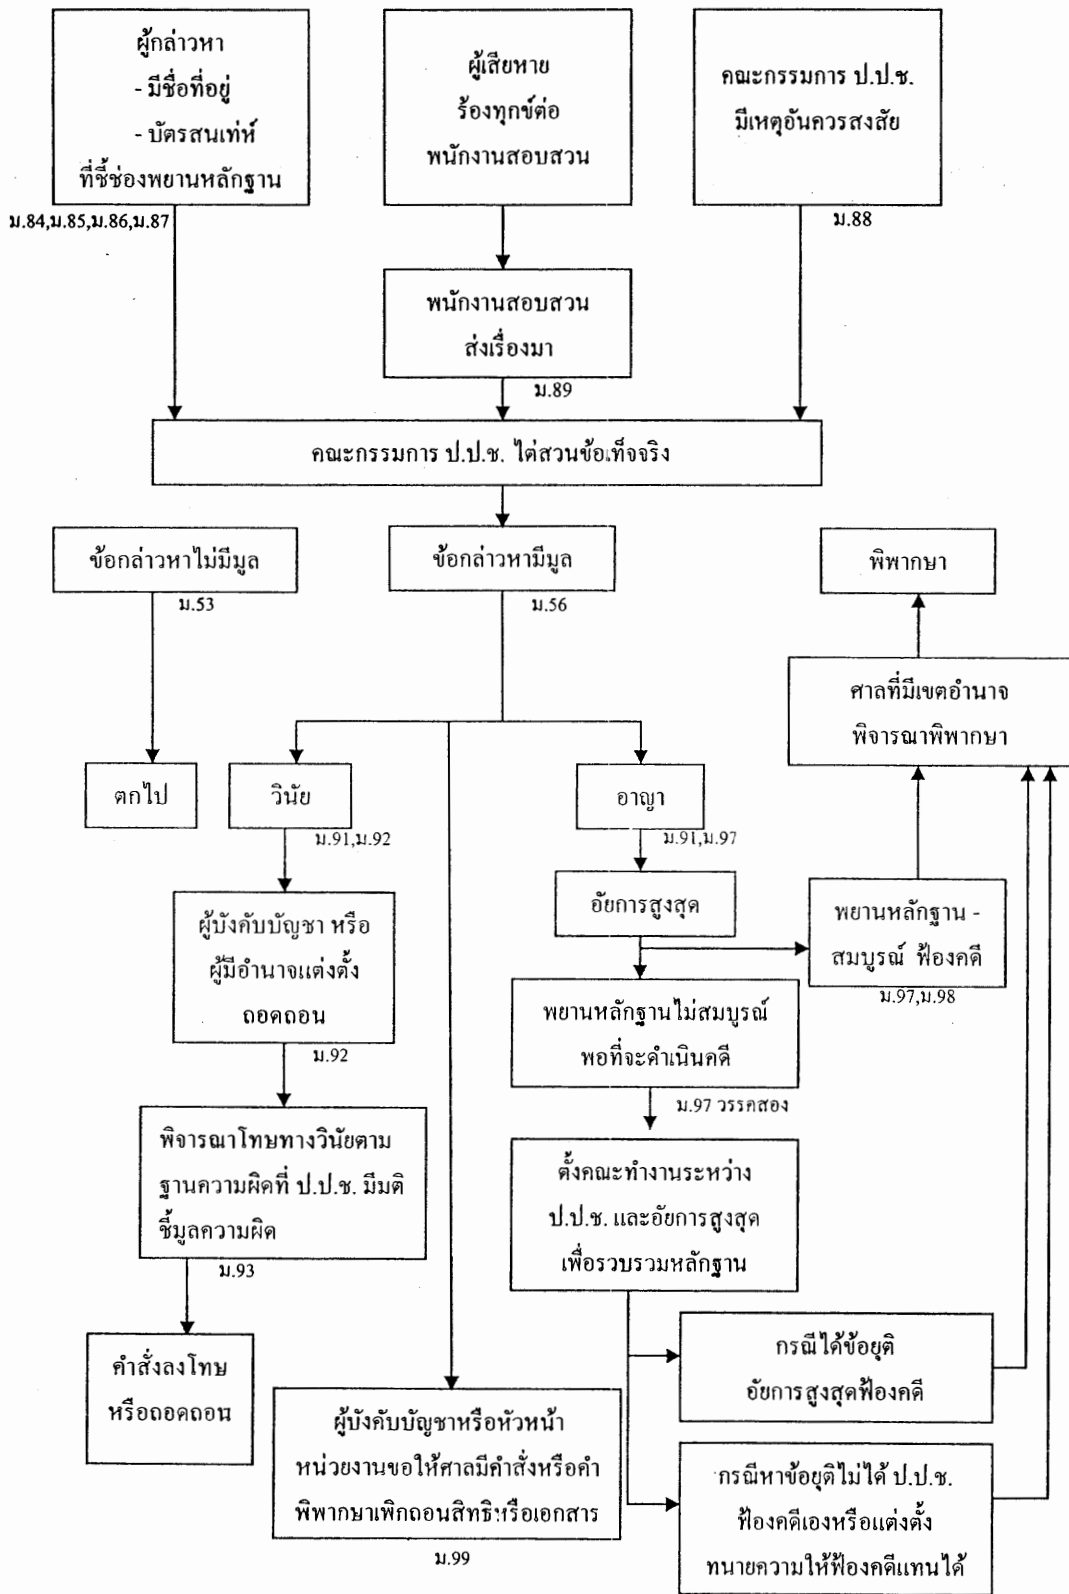 ผู้กล่าวหา
- มีชื่อที่อยู่
- บัตรสนเท่ห์
ที่ชี้ช่องพยานหลักฐาน
ม.84,ม.85,ม.86,ม.87
ผู้เสียหาย
ร้องทุกข์ต่อ
พนักงานสอบสวน
คณะกรรมการ ป.ป.ช.
มีเหตุอันควรสงสัย
ม.88
พนักงานสอบสวน
ส่งเรื่องมา
ม.89
คณะกรรมการ ป.ป.ช. ไต่สวนข้อเท็จจริง
ข้อกล่าวหาไม่มีมูล
ม.53
ข้อกล่าวหามีมูล
ม.56
พิพากษา
ศาลที่มีเขตอำนาจ
พิจารณาพิพากษา
ตกไป
วินัย
ม.91,ม.92
อาญา
ม.91,ม.97
ผู้บังคับบัญชา หรือ
ผู้มีอำนาจแต่งตั้ง
ถอดถอน
ม.92
อัยการสูงสุด
พยานหลักฐาน -
สมบูรณ์ ฟ้องคดี
ม.97,ม.98
พยานหลักฐานไม่สมบูรณ์
พอที่จะดำเนินคดี
ม.97 วรรคสอง
พิจารณาโทษทางวินัยตาม
ฐานความผิดที่ ป.ป.ช. มีมติ
ชี้มูลความผิด
ม.93
ตั้งคณะทำงานระหว่าง
ป.ป.ช. และอัยการสูงสุด
เพื่อรวบรวมหลักฐาน
คำสั่งลงโทษ
หรือถอดถอน
กรณีได้ข้อยุติ
อัยการสูงสุดฟ้องคดี
ผู้บังคับบัญชาหรือหัวหน้า
หน่วยงานขอให้ศาลมีคำสั่งหรือคำ
พิพากษาเพิกถอนสิทธิหรือเอกสาร
ม.99
กรณีหาข้อยุติไม่ได้ ป.ป.ช.
ฟ้องคดีเองหรือแต่งตั้ง
ทนายความให้ฟ้องคดีแทนได้